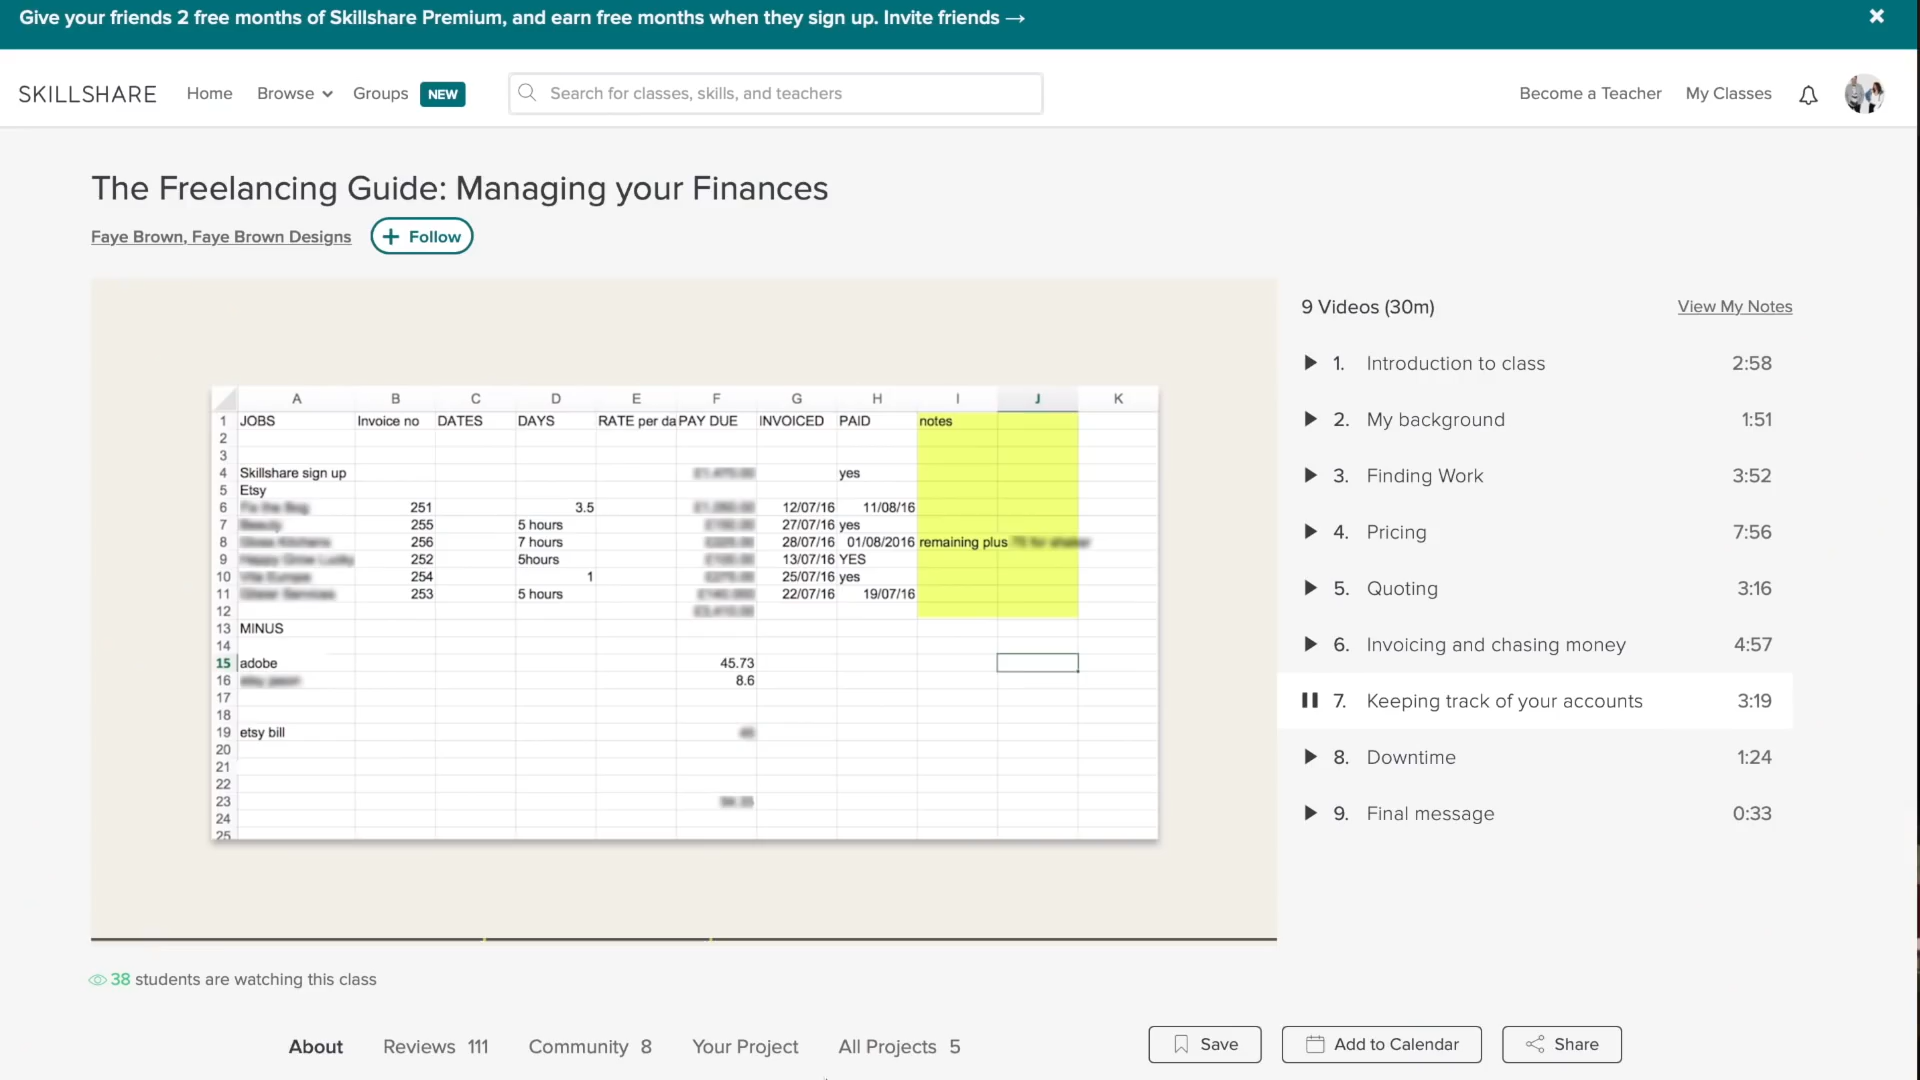 Give your friends 2 free months of Skillshare Premium, and earn free months when they sign up. Invite friends →
SKILLSHARE Home Browse Groups NEW Search for classes, skills, and teachers Become a Teacher My Classes
The Freelancing Guide: Managing your Finances
Faye Brown, Faye Brown Designs + Follow
9 Videos (30m) View My Notes
1. Introduction to class 2:58
2. My background 1:51
3. Finding Work 3:52
4. Pricing 7:56
5. Quoting 3:16
6. Invoicing and chasing money 4:57
7. Keeping track of your accounts 3:19
8. Downtime 1:24
9. Final message 0:33
A B C D E F G H I J K
1 JOBS Invoice no DATES DAYS RATE per da PAY DUE INVOICED PAID notes
2
3
4 Skillshare sign up yes
5 Etsy
6 251 3.5 12/07/16 11/08/16
7 255 5 hours 27/07/16 yes
8 256 7 hours 28/07/16 01/08/2016 remaining plus
9 252 5hours 13/07/16 YES
10 254 1 25/07/16 yes
11 253 5 hours 22/07/16 19/07/16
12
13 MINUS
14
15 adobe 45.73
16 8.6
17
18
19 etsy bill
20
21
22
23
24
25
38 students are watching this class
About Reviews 111 Community 8 Your Project All Projects 5 Save Add to Calendar Share